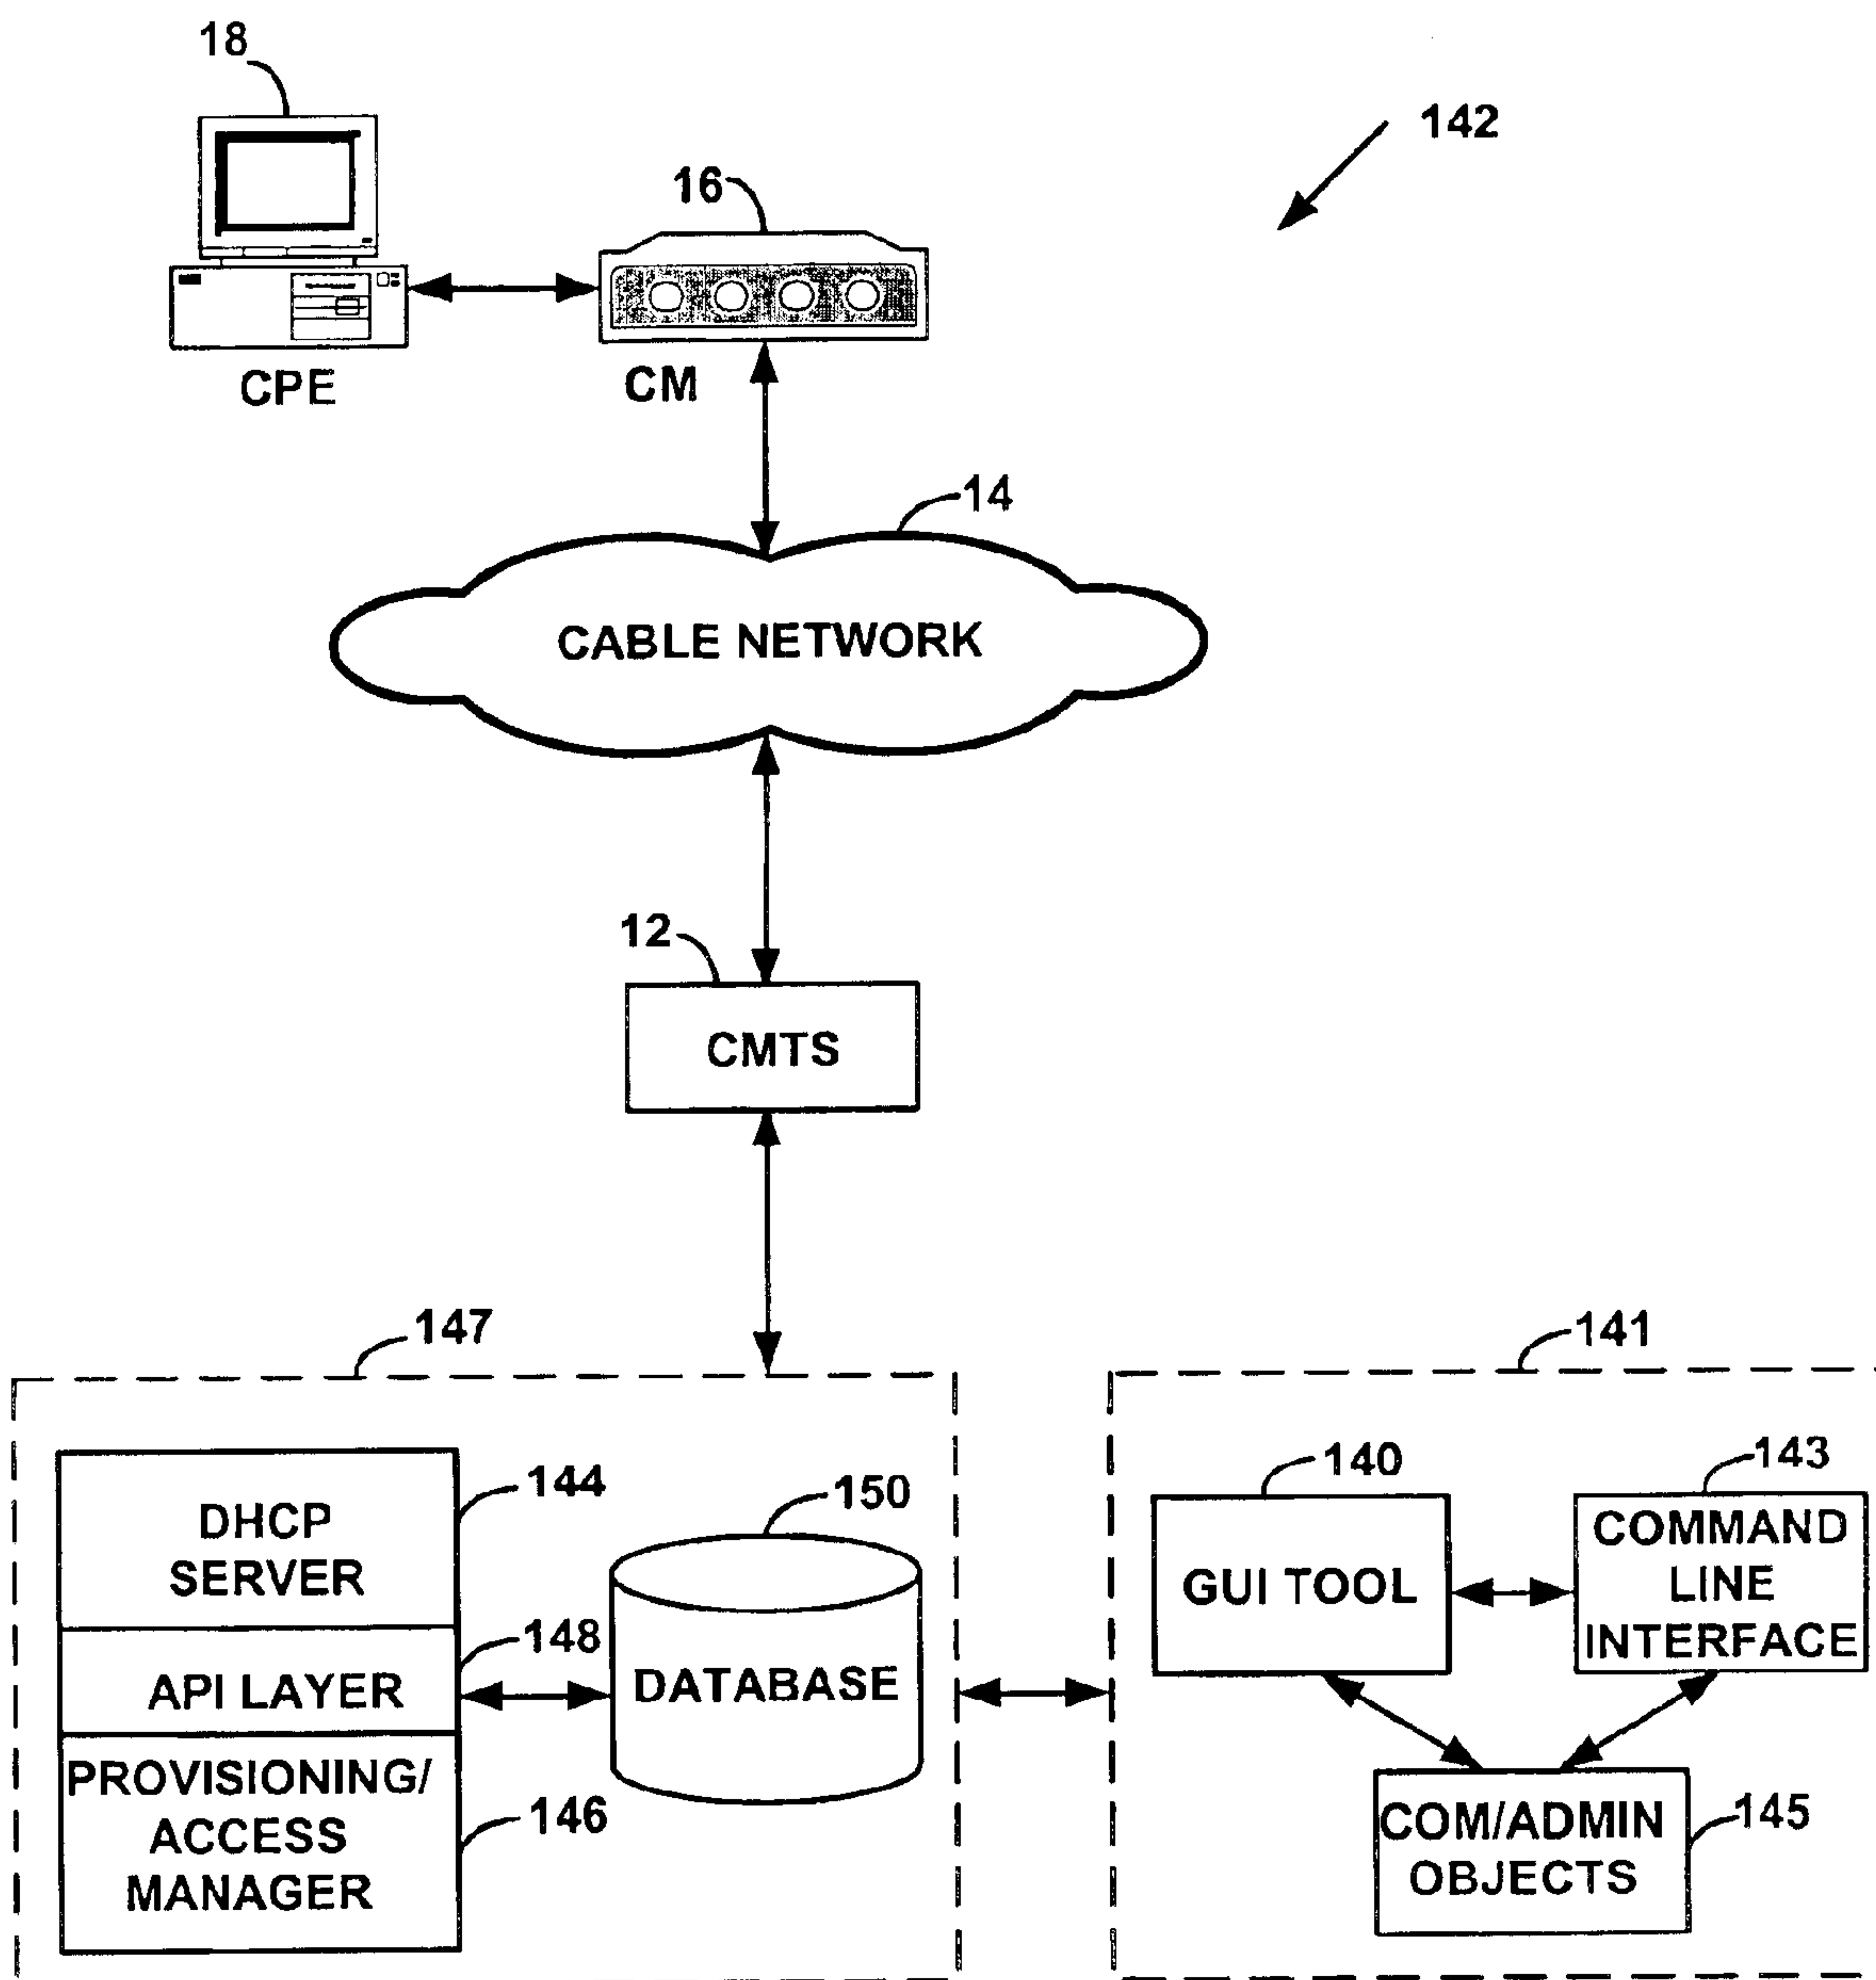 18
142
16
CPE
CM
14
CABLE NETWORK
12
CMTS
147
141
DHCP
SERVER
144
API LAYER
148
PROVISIONING/
ACCESS
MANAGER
146
150
DATABASE
140
GUI TOOL
143
COMMAND
LINE
INTERFACE
COM/ADMIN
OBJECTS
145